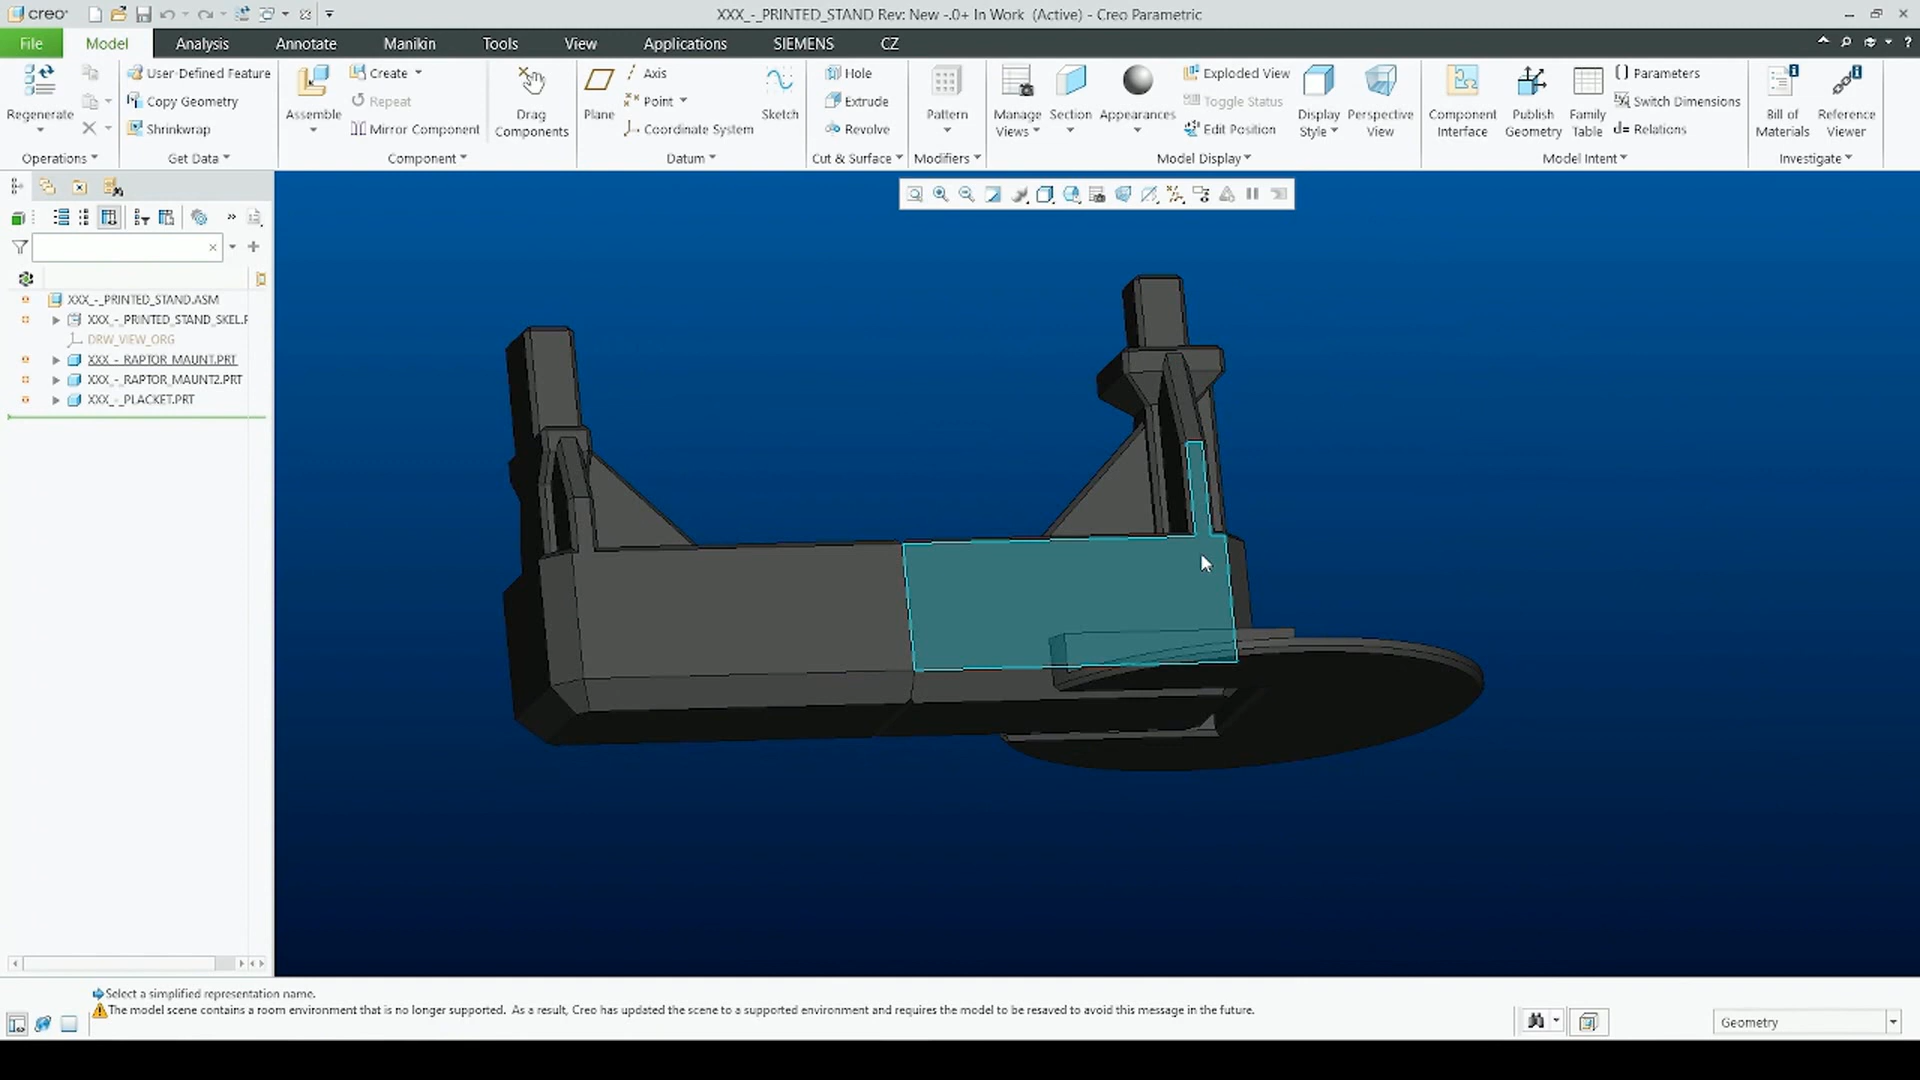 creo
XXX_-_PRINTED_STAND Rev: New -.0+ In Work (Active) - Creo Parametric
File
Model
Analysis
Annotate
Manikin
Tools
View
Applications
SIEMENS
CZ
Regenerate
Operations
User-Defined Feature
Copy Geometry
Shrinkwrap
Get Data
Assemble
Create
Repeat
Mirror Component
Component
Drag
Components
Plane
Axis
Point
Coordinate System
Sketch
Datum
Hole
Extrude
Revolve
Cut & Surface
Pattern
Modifiers
Manage
Views
Section
Appearances
Exploded View
Toggle Status
Edit Position
Display
Style
Perspective
View
Model Display
Component
Interface
Publish
Geometry
Family
Table
Parameters
Switch Dimensions
d= Relations
Model Intent
Bill of
Materials
Reference
Viewer
Investigate
XXX_-_PRINTED_STAND.ASM
XXX_-_PRINTED_STAND_SKEL.P
DRW_VIEW_ORG
XXX_-_RAPTOR_MAUNT.PRT
XXX_-_RAPTOR_MAUNT2.PRT
XXX_-_PLACKET.PRT
Select a simplified representation name.
The model scene contains a room environment that is no longer supported. As a result, Creo has updated the scene to a supported environment and requires the model to be resaved to avoid this message in the future.
Geometry